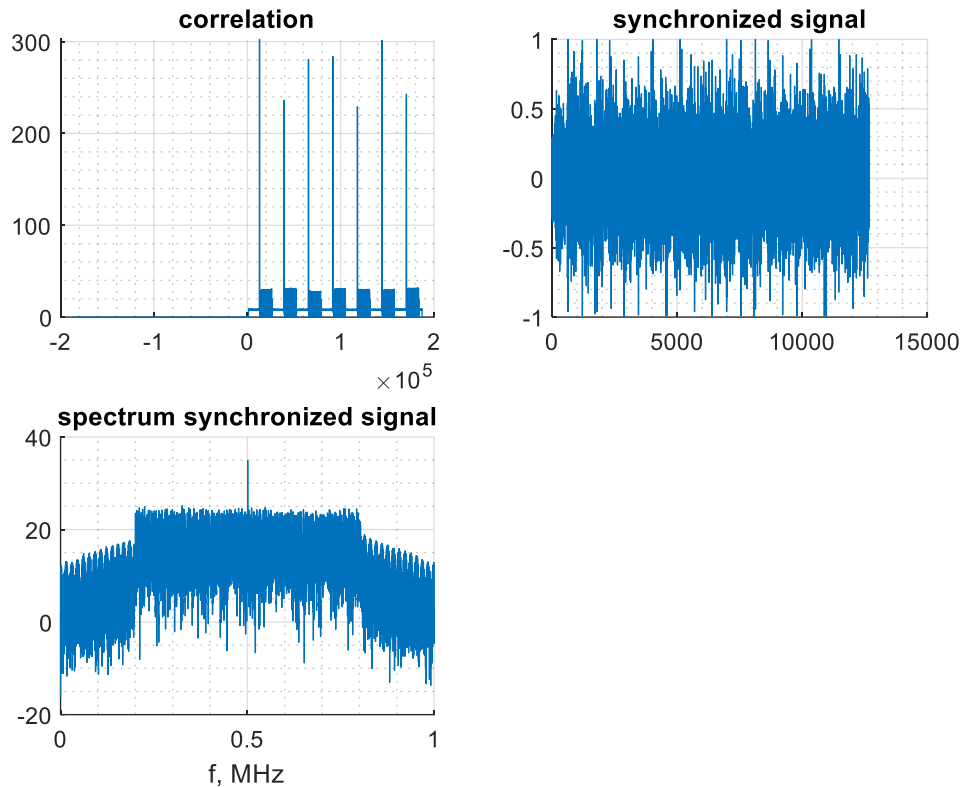 correlation
300
200
100
0
-2 -1 0 1 2
×10^5
synchronized signal
1
0.5
0
-0.5
-1
0 5000 10000 15000
spectrum synchronized signal
40
20
0
-20
0 0.5 1
f, MHz